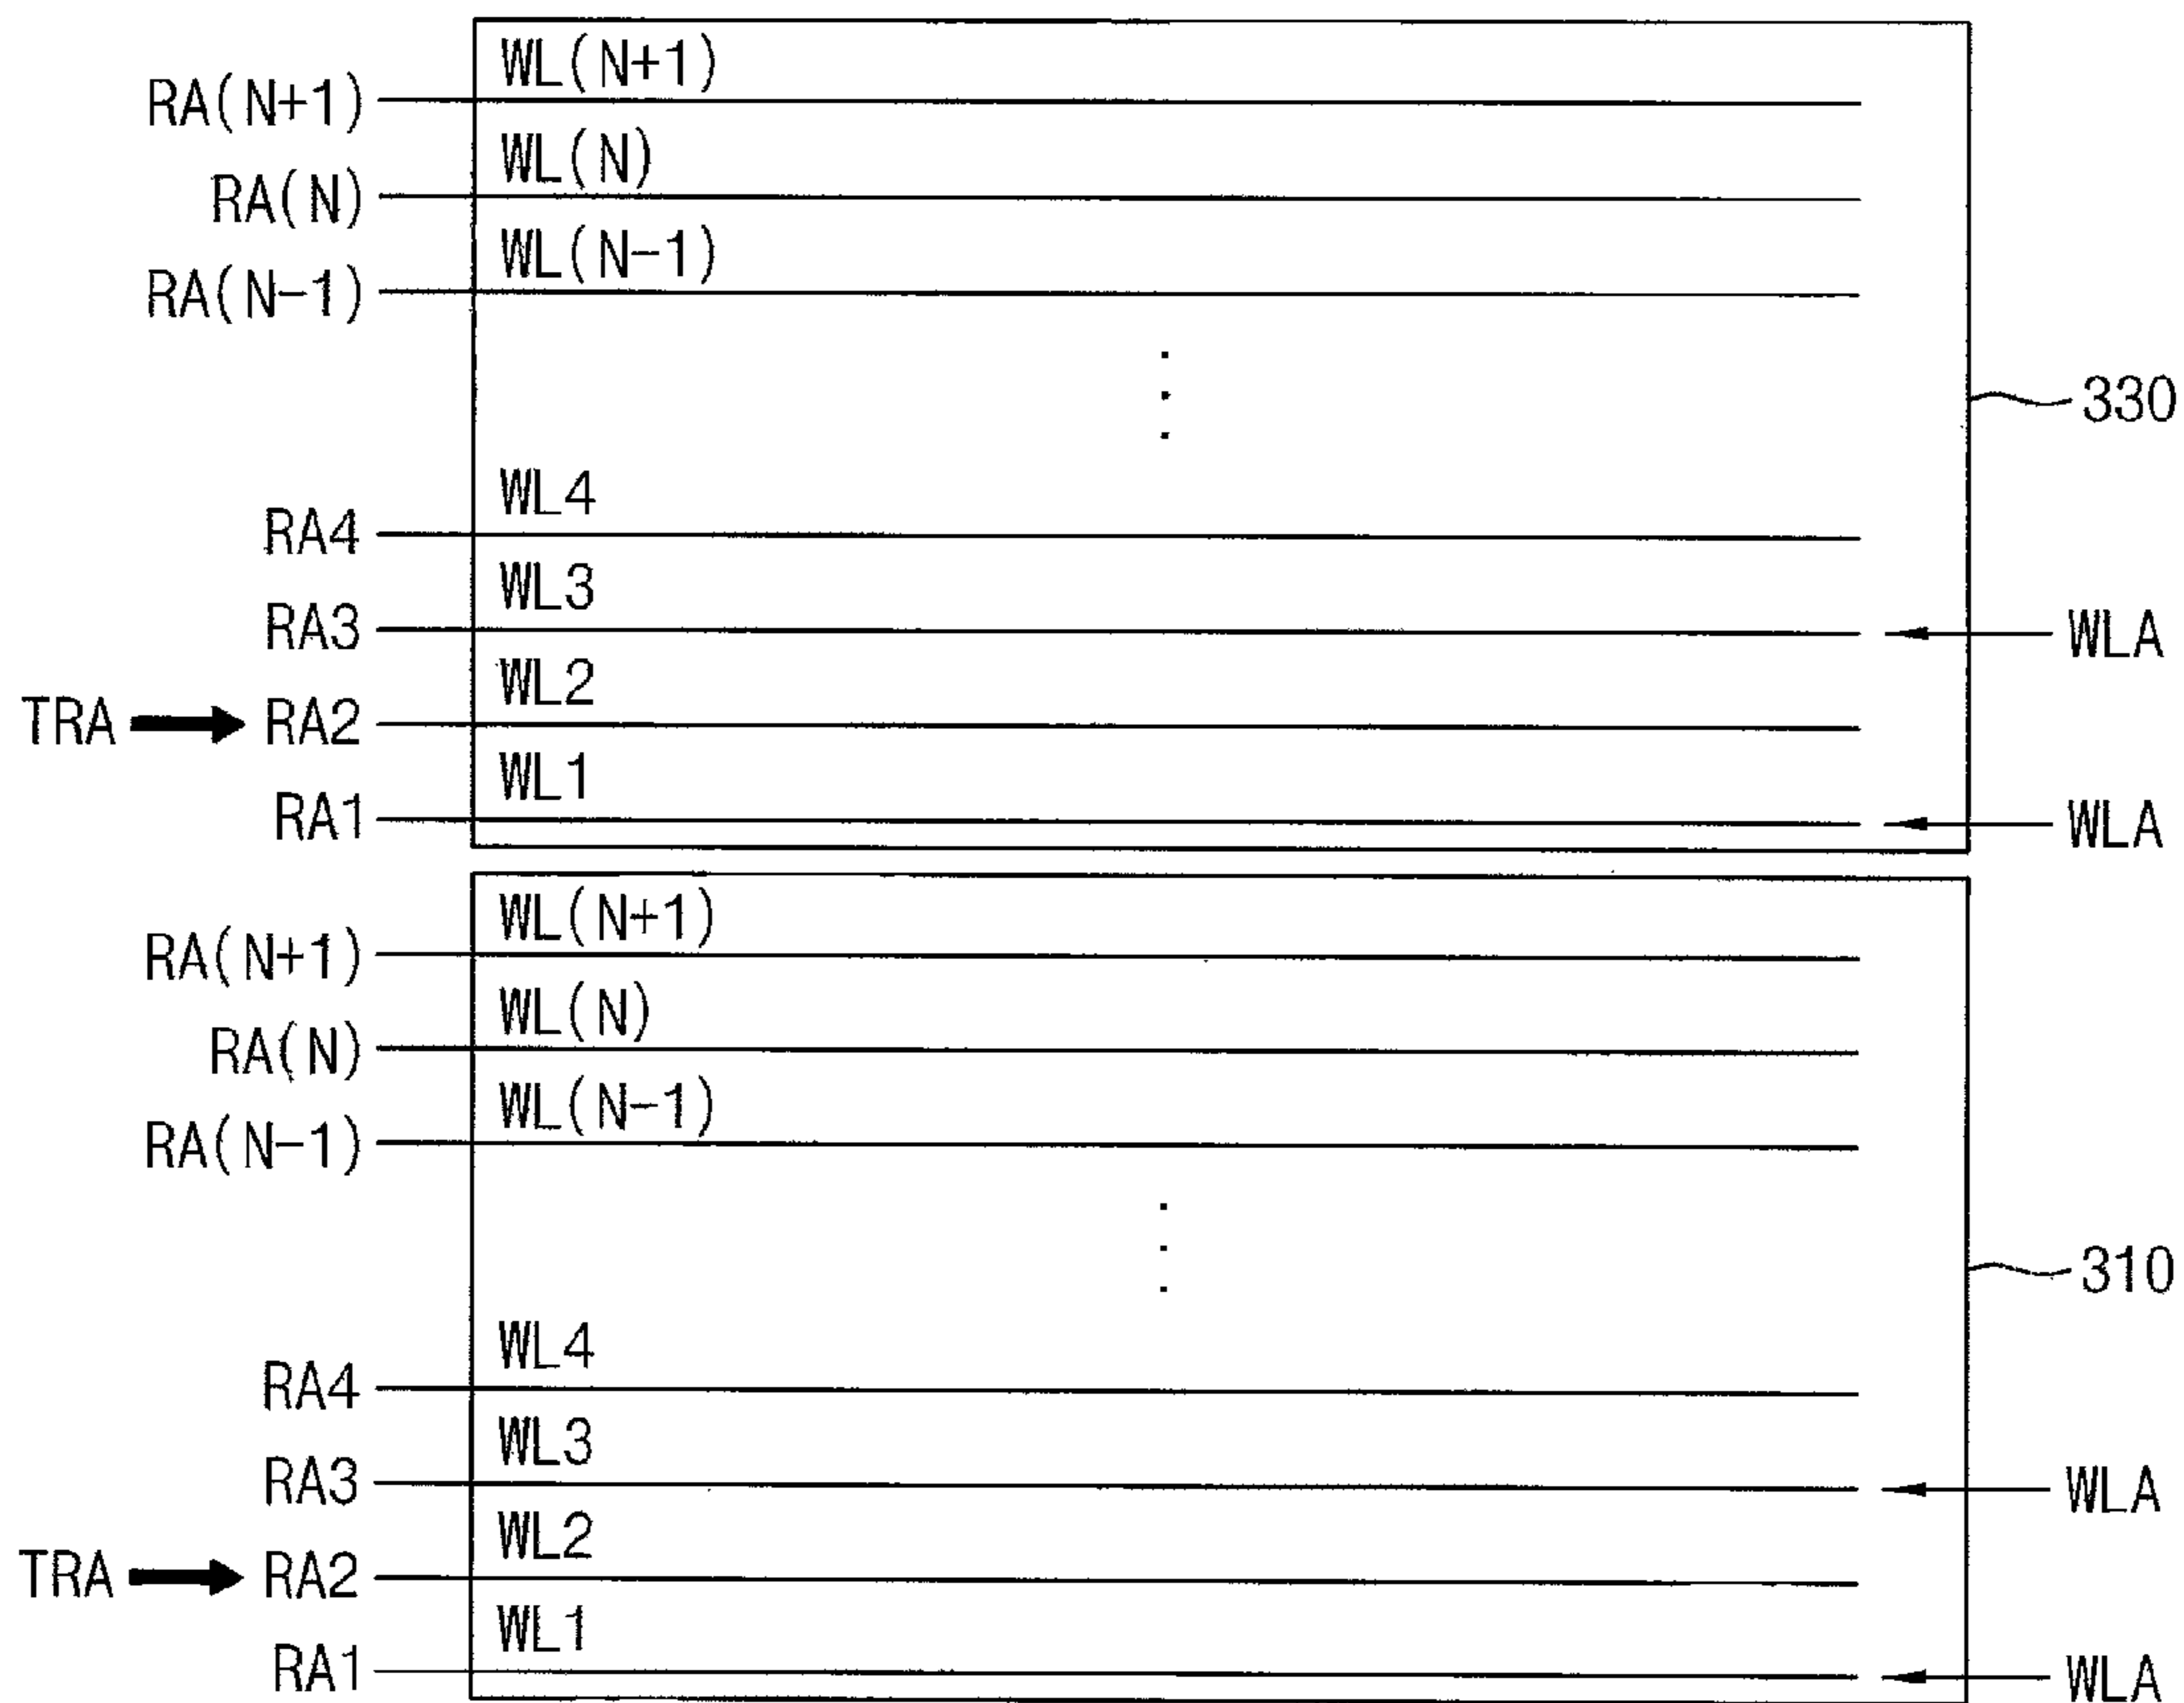 WL(N+1)
RA(N+1)
WL(N)
RA(N)
WL(N-1)
RA(N-1)
330
WL4
RA4
WL3
RA3
WLA
WL2
TRA RA2
WL1
RA1
WLA
WL(N+1)
RA(N+1)
WL(N)
RA(N)
WL(N-1)
RA(N-1)
310
WL4
RA4
WL3
RA3
WLA
WL2
TRA RA2
WL1
RA1
WLA